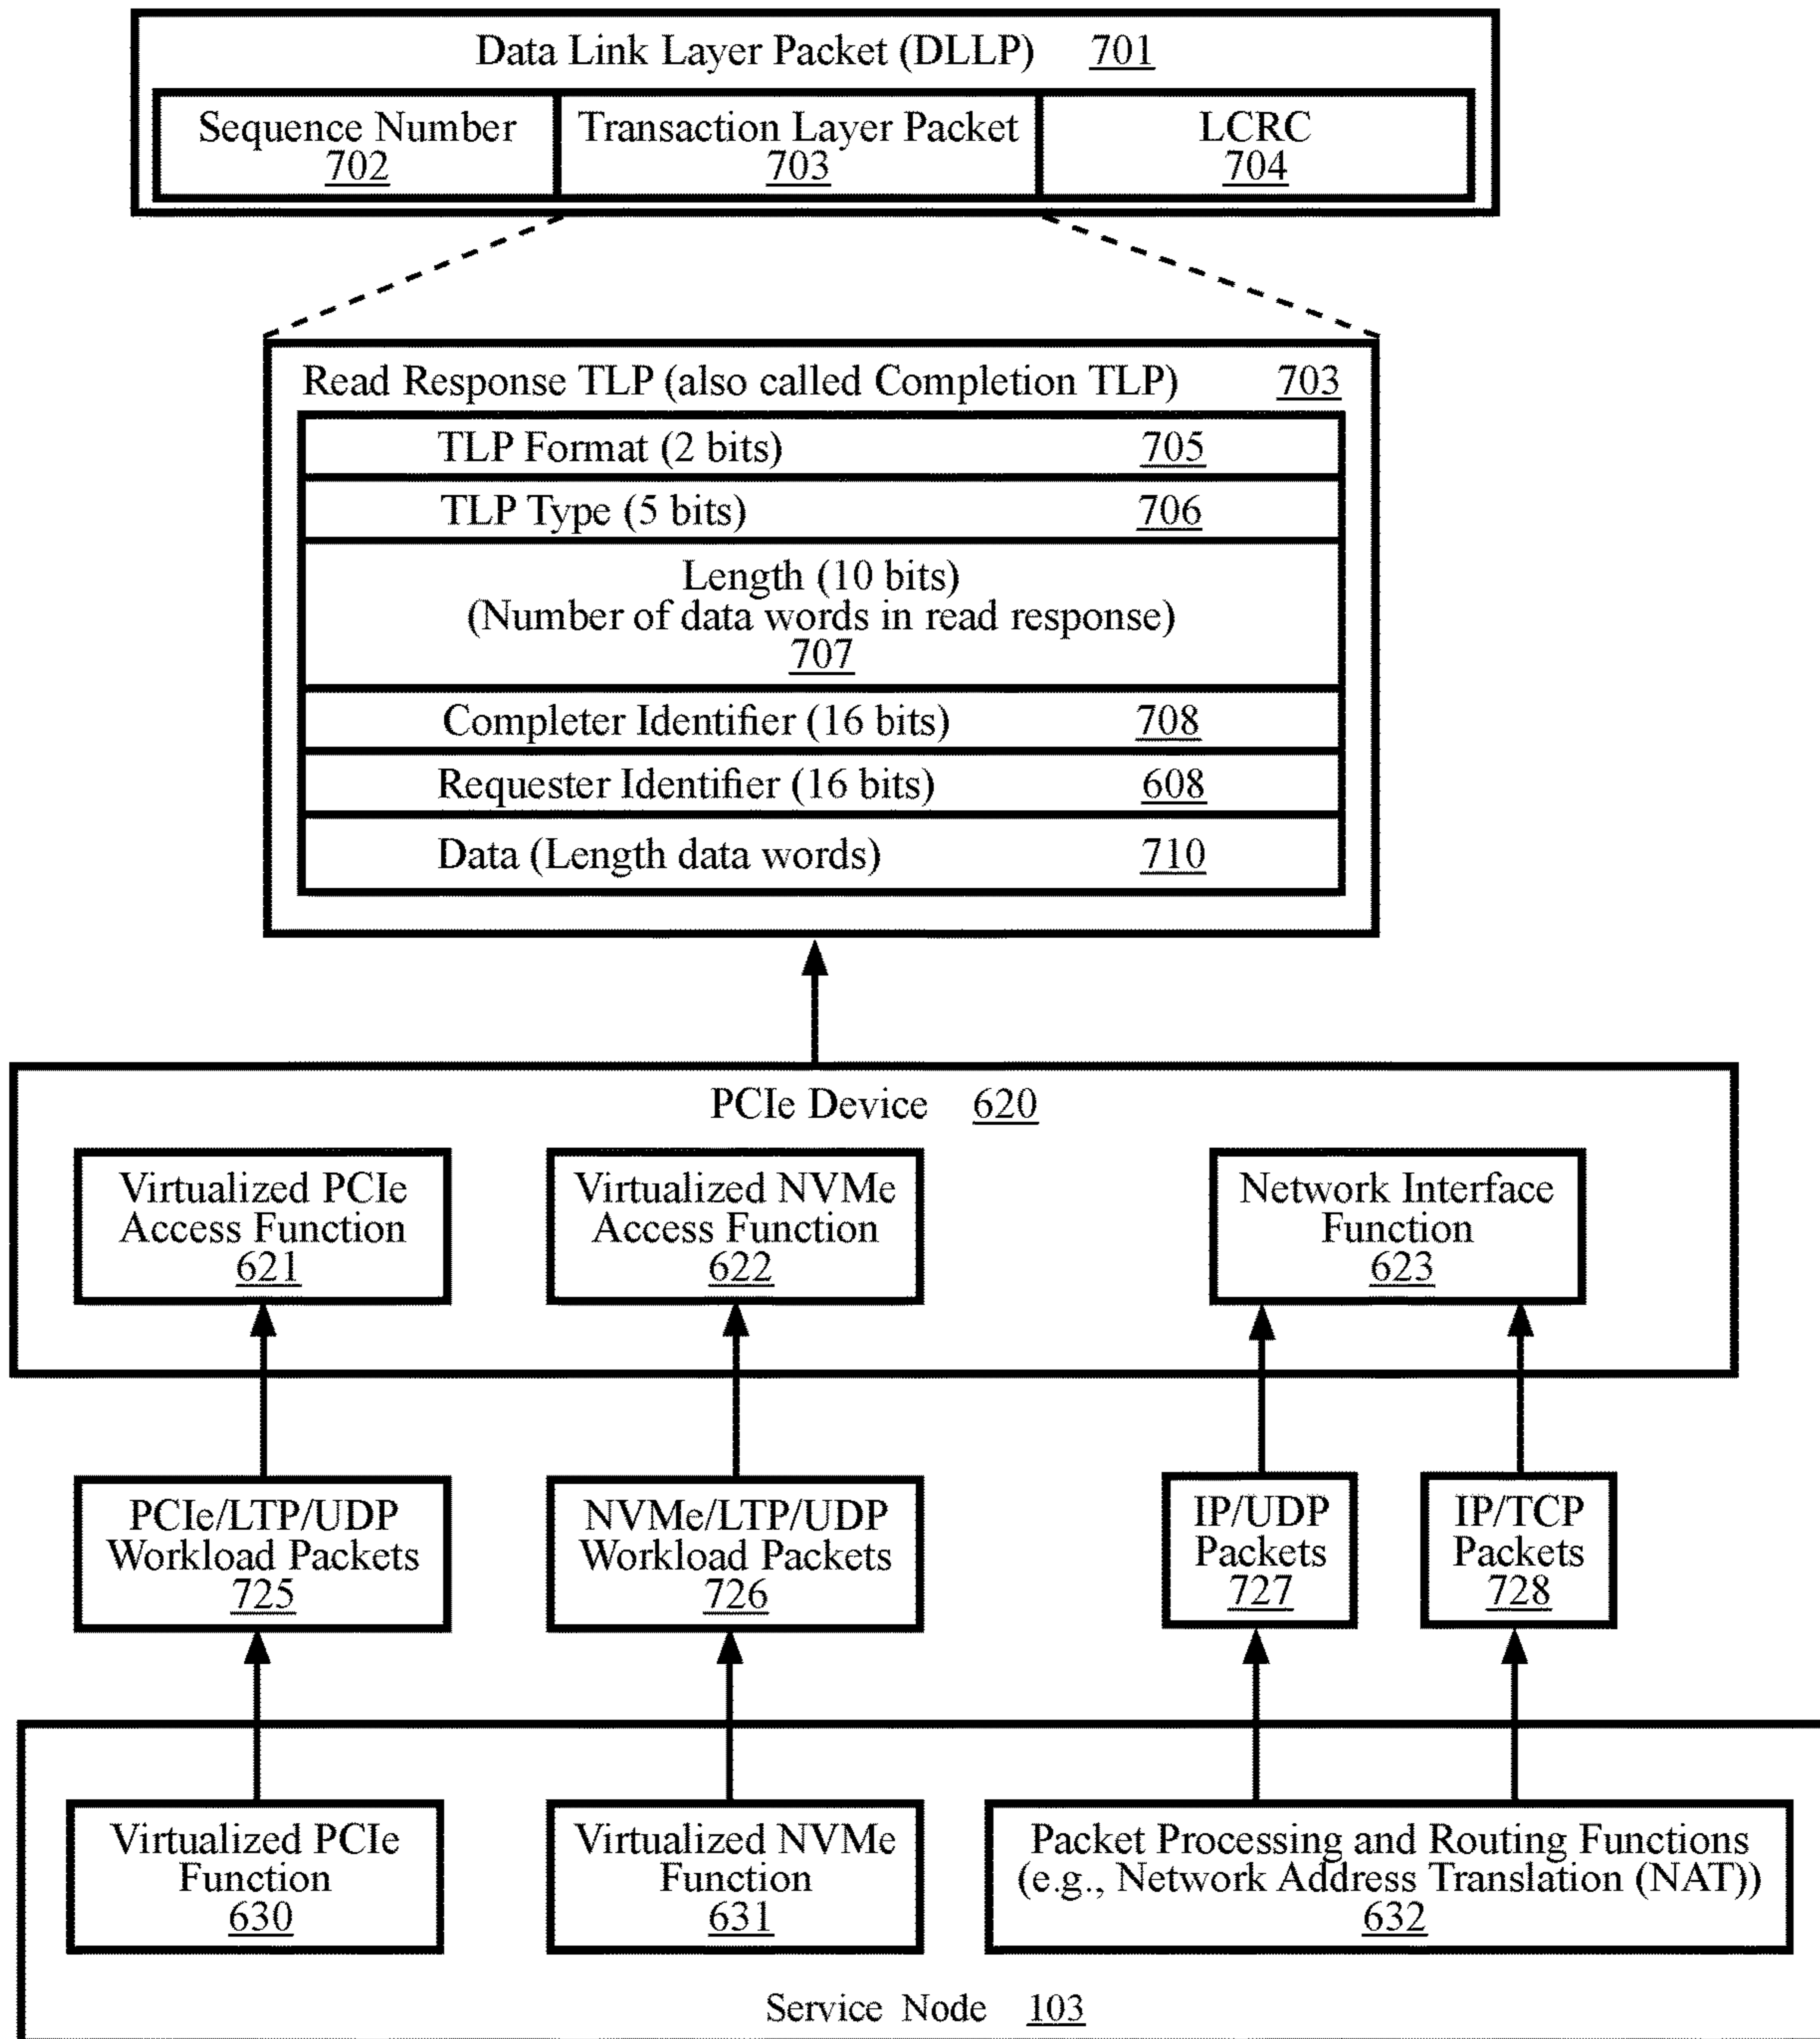 Data Link Layer Packet (DLLP) 701
Sequence Number
702
Transaction Layer Packet
703
LCRC
704
Read Response TLP (also called Completion TLP) 703
TLP Format (2 bits) 705
TLP Type (5 bits) 706
Length (10 bits)
(Number of data words in read response)
707
Completer Identifier (16 bits) 708
Requester Identifier (16 bits) 608
Data (Length data words) 710
PCIe Device 620
Virtualized PCIe
Access Function
621
Virtualized NVMe
Access Function
622
Network Interface
Function
623
PCIe/LTP/UDP
Workload Packets
725
NVMe/LTP/UDP
Workload Packets
726
IP/UDP
Packets
727
IP/TCP
Packets
728
Virtualized PCIe
Function
630
Virtualized NVMe
Function
631
Packet Processing and Routing Functions
(e.g., Network Address Translation (NAT))
632
Service Node 103